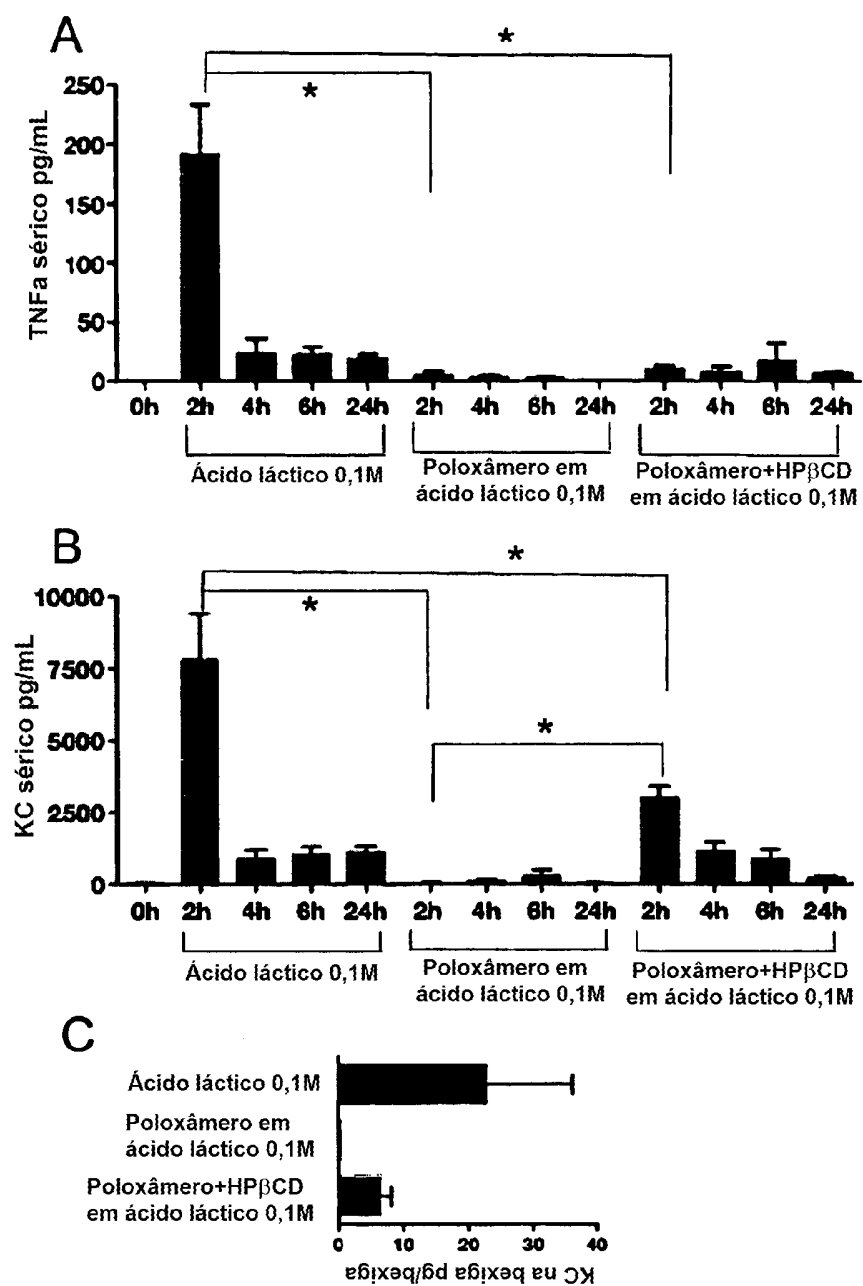 A
*
*
TNFa sérico pg/mL
250
200
150
100
50
0
0h 2h 4h 6h 24h 2h 4h 6h 24h 2h 4h 6h 24h
Ácido láctico 0,1M
Poloxâmero em
ácido láctico 0,1M
Poloxâmero+HPβCD
em ácido láctico 0,1M
B
*
*
*
KC sérico pg/mL
10000
7500
5000
2500
0
0h 2h 4h 6h 24h 2h 4h 6h 24h 2h 4h 6h 24h
Ácido láctico 0,1M
Poloxâmero em
ácido láctico 0,1M
Poloxâmero+HPβCD
em ácido láctico 0,1M
C
Ácido láctico 0,1M
Poloxâmero em
ácido láctico 0,1M
Poloxâmero+HPβCD
em ácido láctico 0,1M
0 10 20 30 40
KC na bexiga pg/bexiga